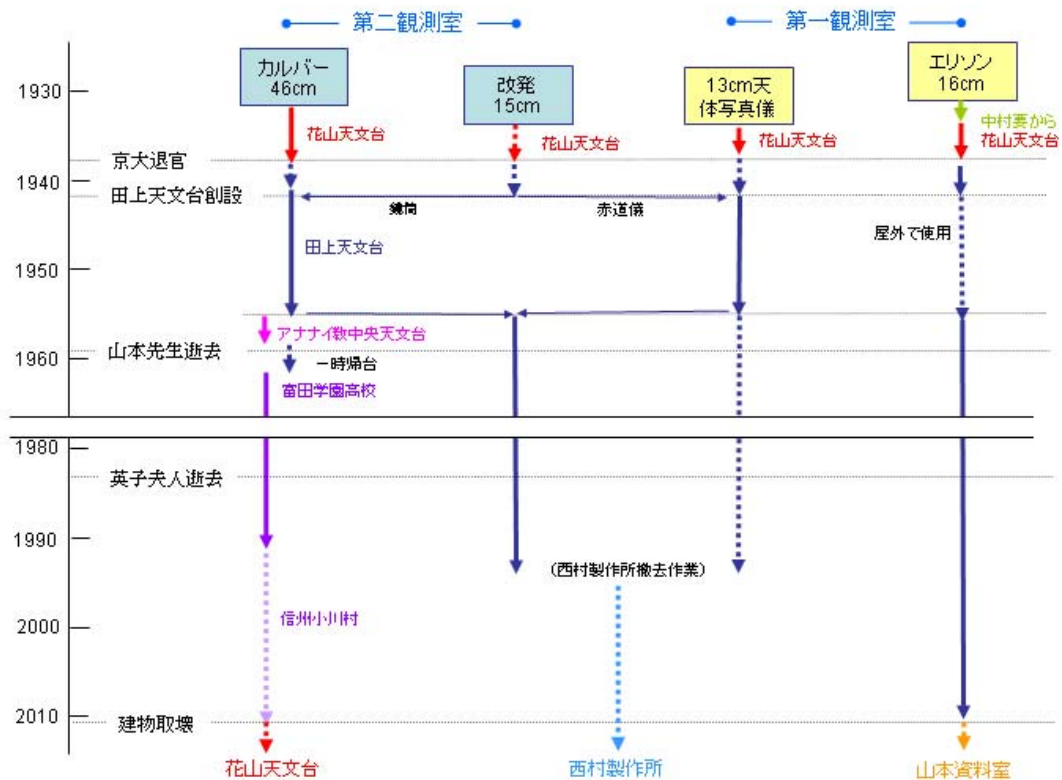 第二観測室
第一観測室
カルバー
46cm
改発
15cm
13cm天
体写真儀
エリソン
16cm
1930
中村要から
花山天文台
花山天文台
花山天文台
花山天文台
京大退官
1940
田上天文台創設
鏡筒
赤道儀
屋外で使用
田上天文台
1950
アナナイ教中央天文台
山本先生逝去
1960
一時帰台
富田学園高校
1980
英子夫人逝去
1990
(西村製作所撤去作業)
信州小川村
2000
2010
建物取壊
花山天文台
西村製作所
山本資料室